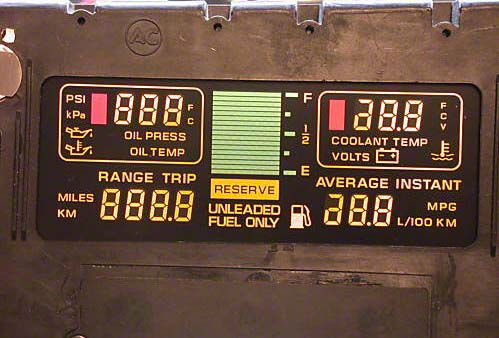 AC
PSI
kPa
888
F
C
OIL PRESS
OIL TEMP
F
1/2
E
28.8
F
C
V
COOLANT TEMP
VOLTS
RANGE TRIP
MILES
KM
888.8
RESERVE
UNLEADED
FUEL ONLY
AVERAGE INSTANT
28.8
MPG
L/100 KM